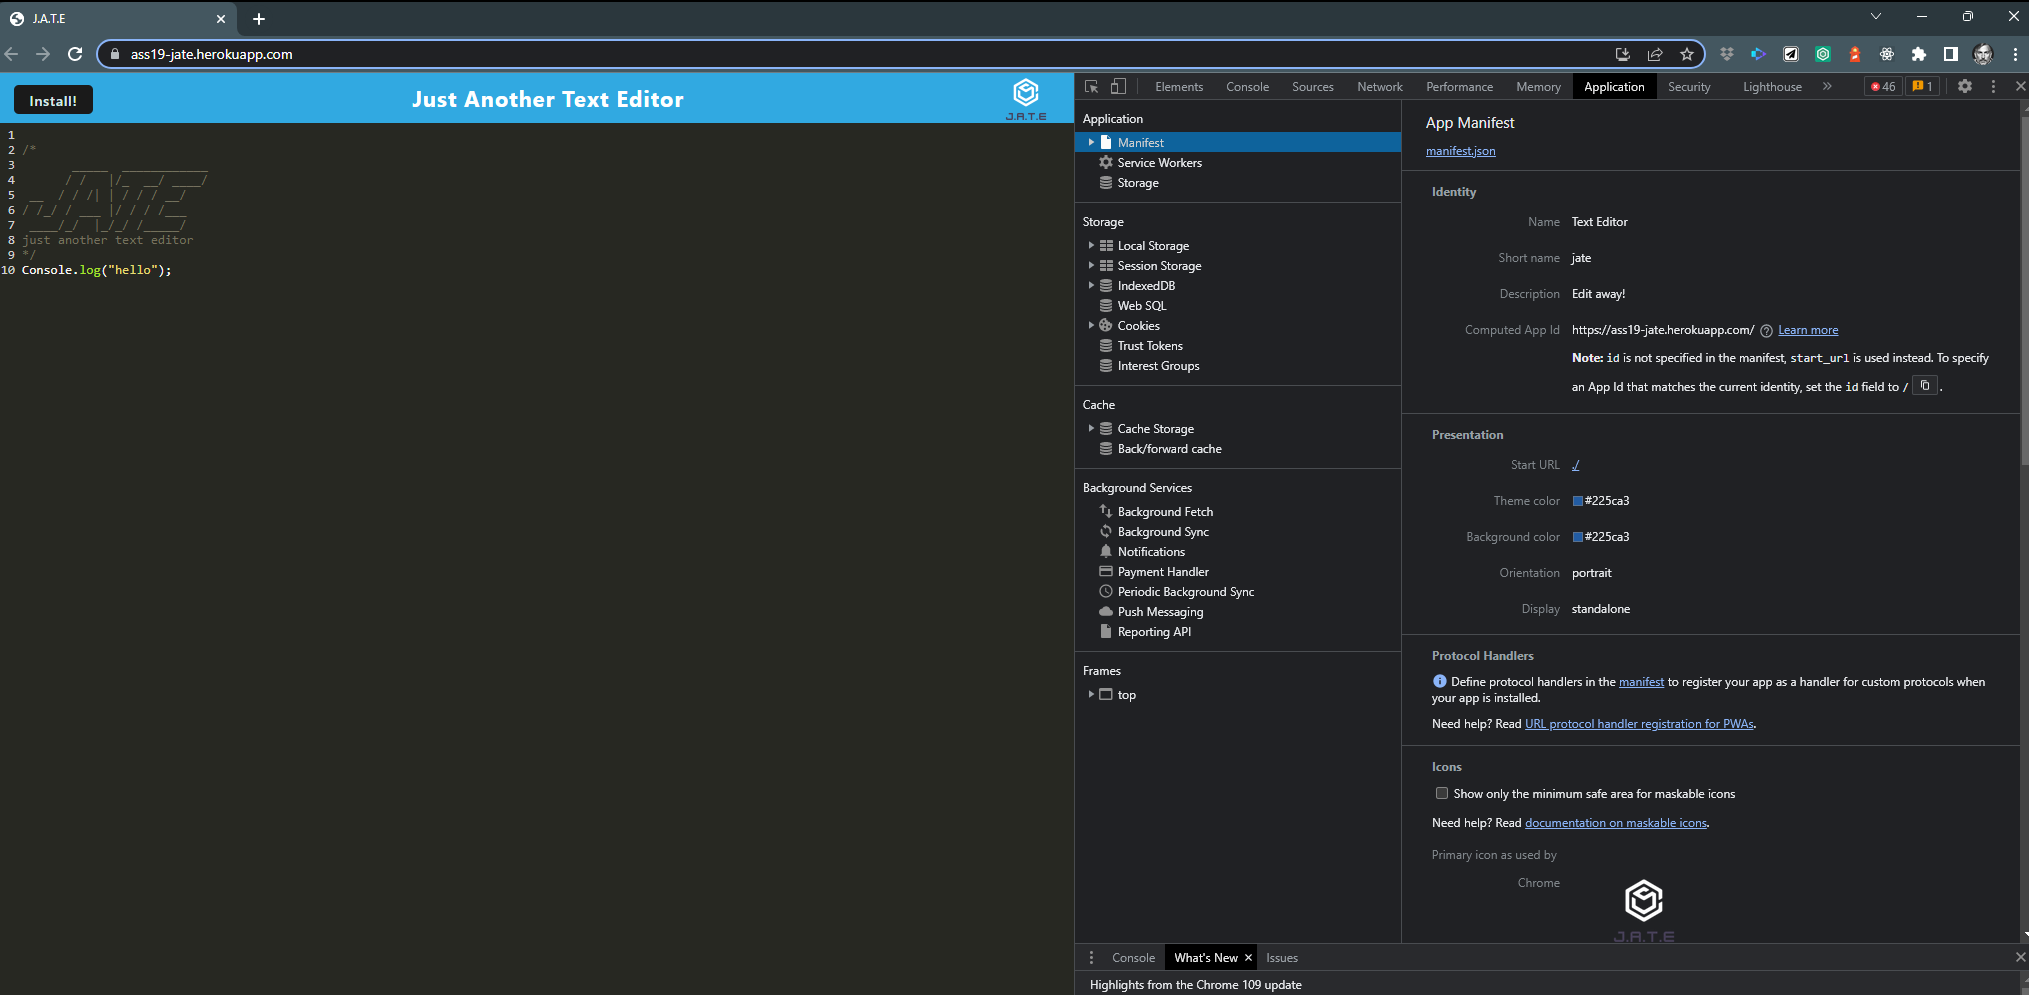 J.A.T.E
ass19-jate.herokuapp.com
Install!
Just Another Text Editor
J.A.T.E
1
2 /*
3
4
5
6
7
8 just another text editor
9 */
10 Console.log("hello");
Elements Console Sources Network Performance Memory Application Security Lighthouse » 46 1
Application
Manifest
Service Workers
Storage
Storage
Local Storage
Session Storage
IndexedDB
Web SQL
Cookies
Trust Tokens
Interest Groups
Cache
Cache Storage
Back/forward cache
Background Services
Background Fetch
Background Sync
Notifications
Payment Handler
Periodic Background Sync
Push Messaging
Reporting API
Frames
top
App Manifest
manifest.json
Identity
Name Text Editor
Short name jate
Description Edit away!
Computed App Id https://ass19-jate.herokuapp.com/ Learn more
Note: id is not specified in the manifest, start_url is used instead. To specify
an App Id that matches the current identity, set the id field to / .
Presentation
Start URL ./
Theme color #225ca3
Background color #225ca3
Orientation portrait
Display standalone
Protocol Handlers
Define protocol handlers in the manifest to register your app as a handler for custom protocols when
your app is installed.
Need help? Read URL protocol handler registration for PWAs.
Icons
Show only the minimum safe area for maskable icons
Need help? Read documentation on maskable icons.
Primary icon as used by
Chrome
J.A.T.E
Console What's New Issues
Highlights from the Chrome 109 update